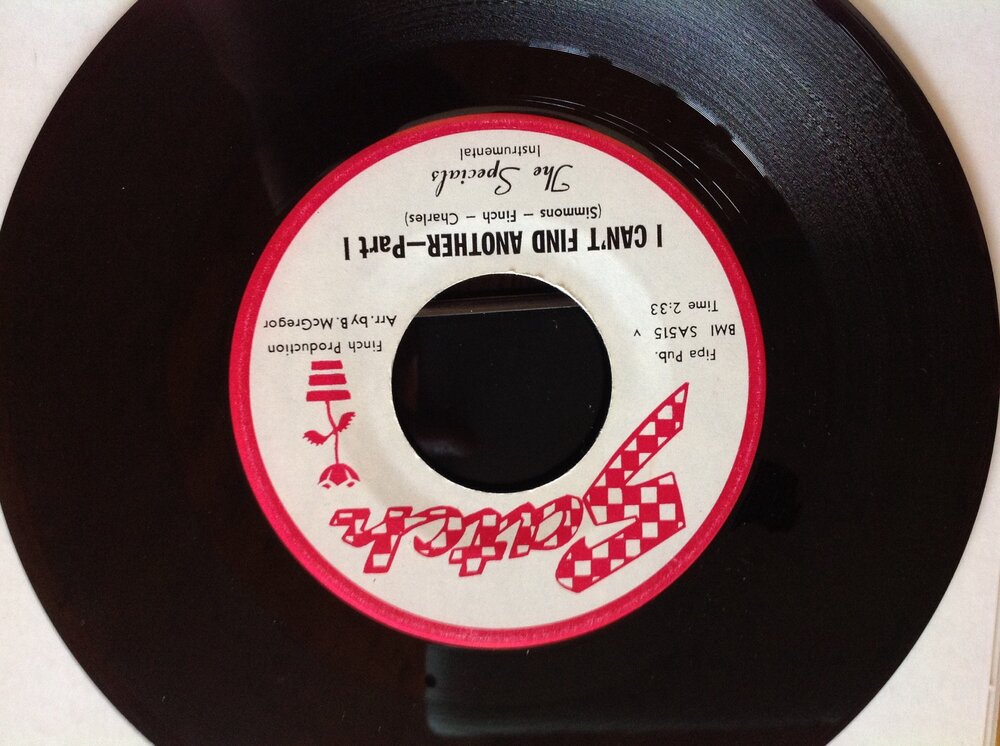 Satch
Fipa Pub.
BMI SA515 v
Time 2:33
Finch Production
Arr. by B. McGregor
I CAN'T FIND ANOTHER—Part I
(Simmons – Finch – Charles)
The Specials
Instrumental